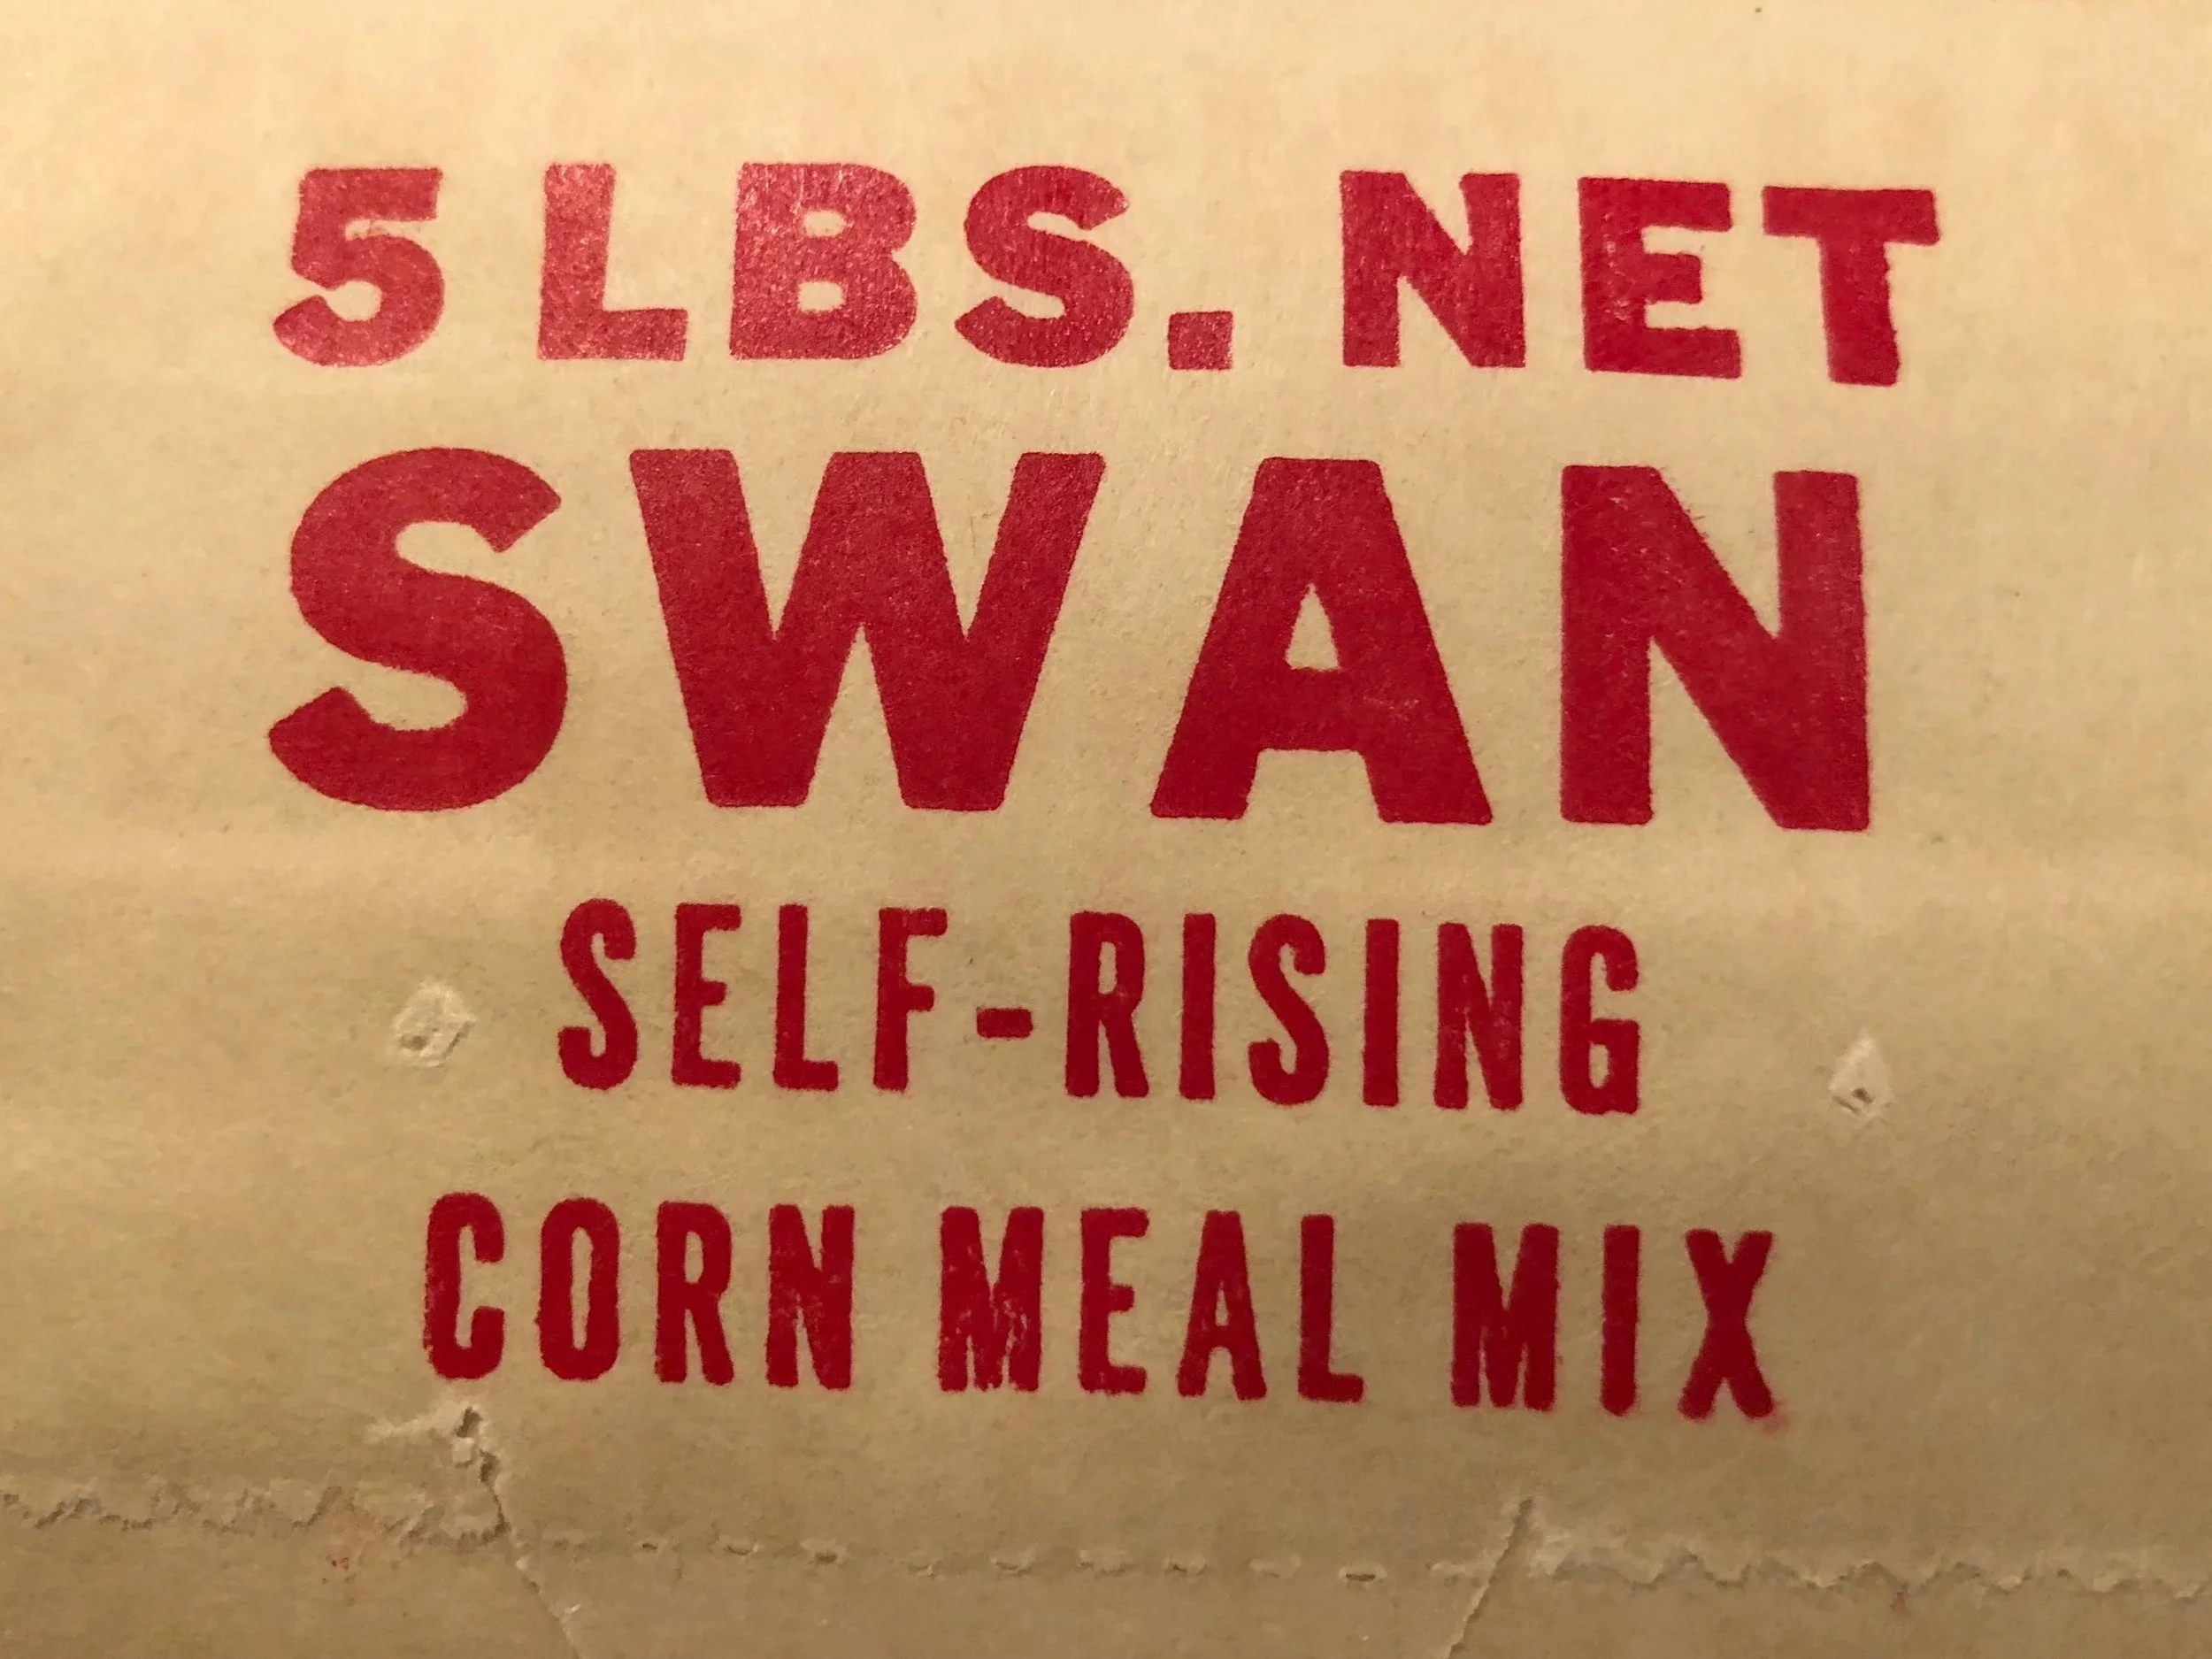 5 LBS. NET
SWAN
SELF-RISING
CORN MEAL MIX